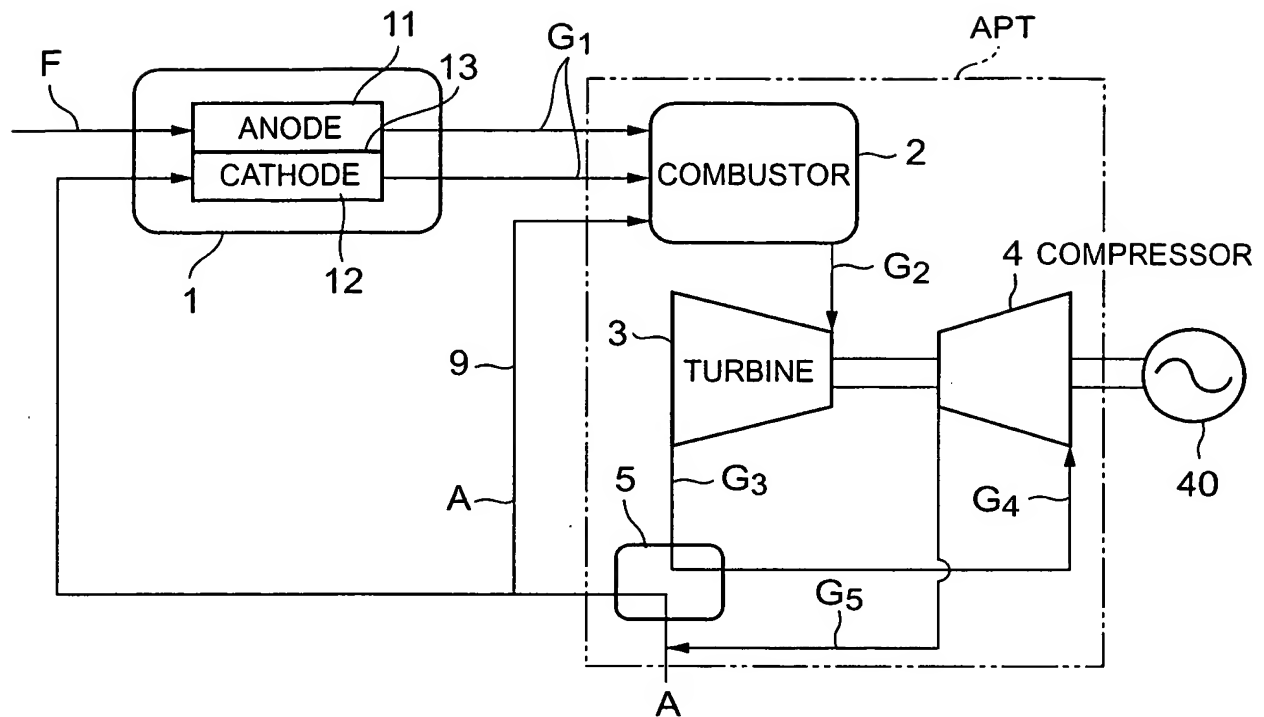 APT
11
G1
F
13
ANODE
2
CATHODE
COMBUSTOR
12
1
G2
4 COMPRESSOR
3
9
TURBINE
5
G3
A
G4
40
G5
A